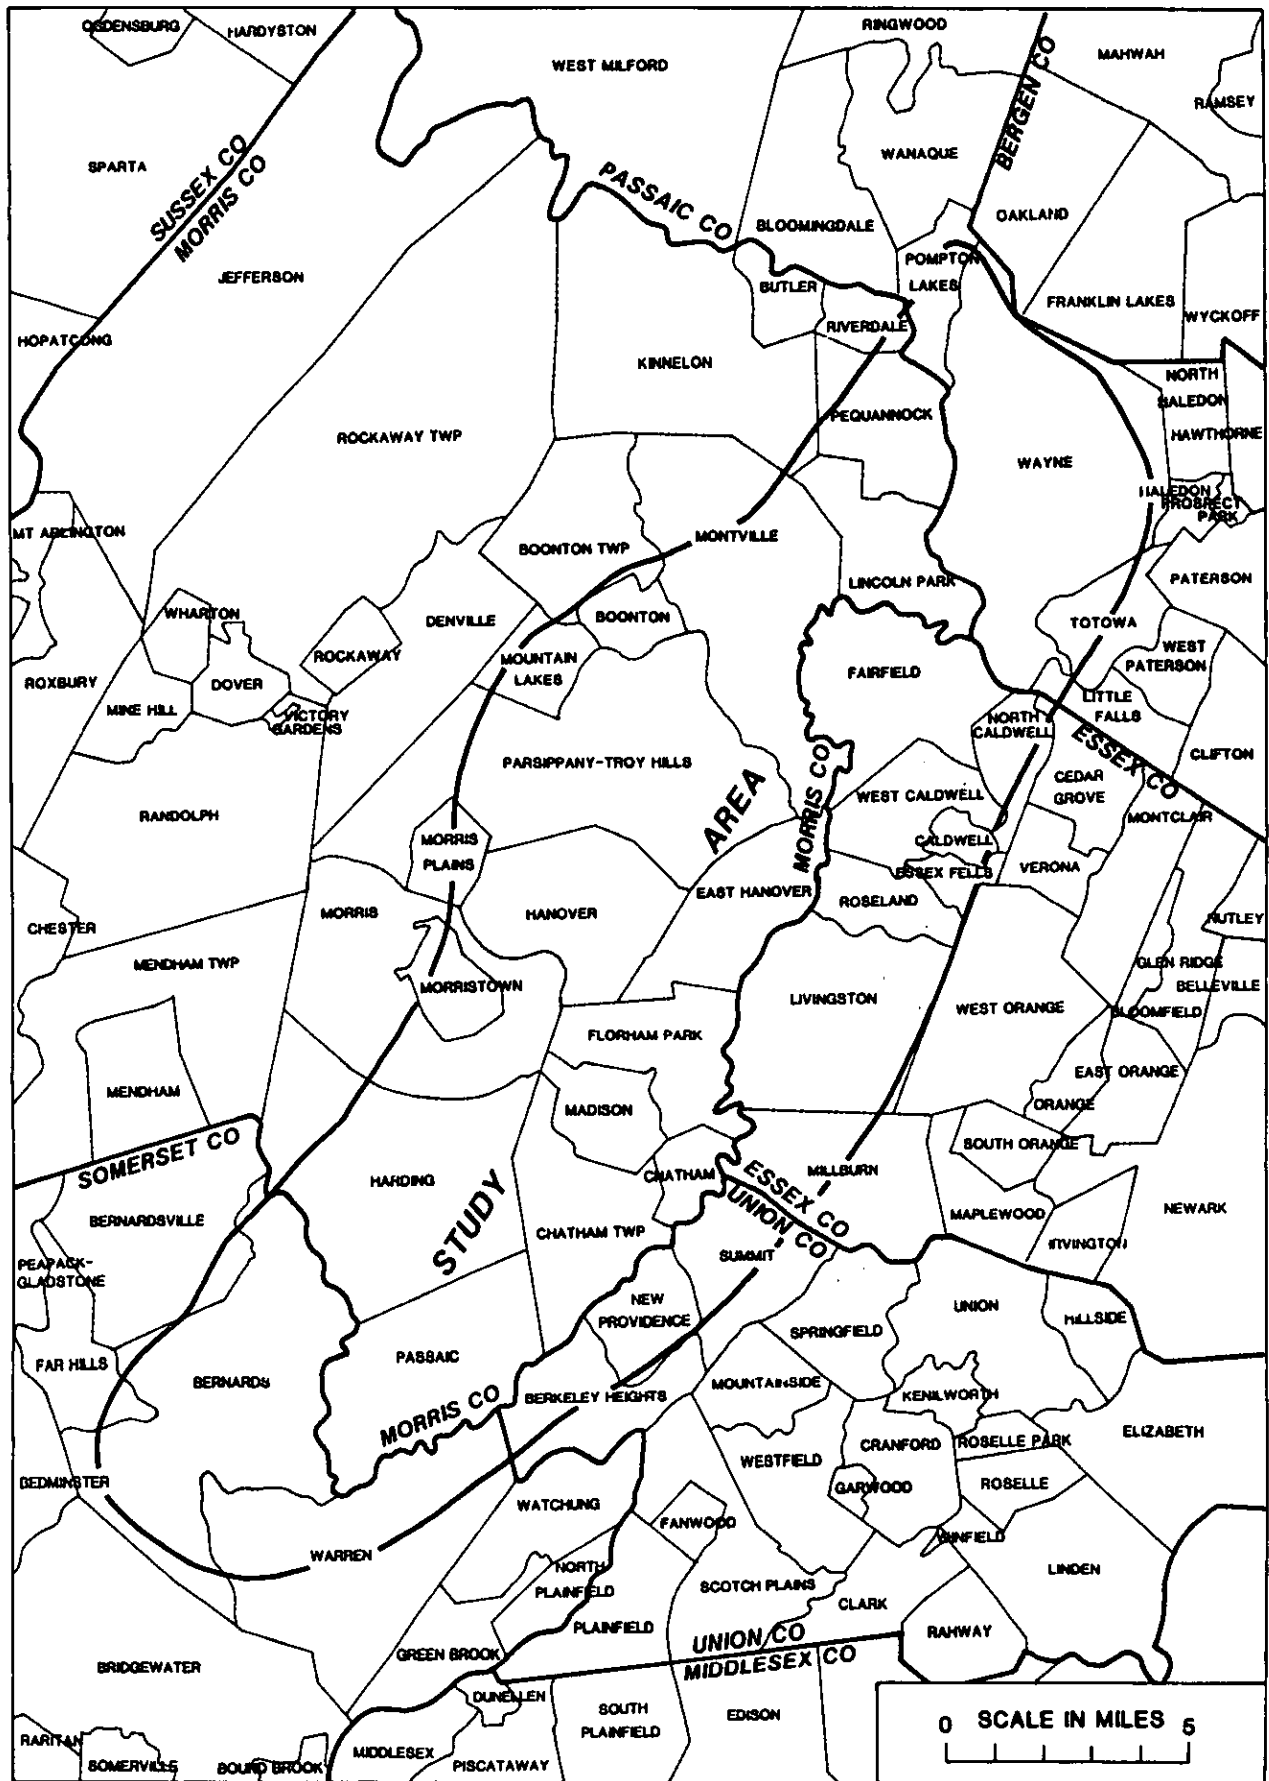 OGDENSBURG
HARDYSTON
RINGWOOD
MAHWAH
WEST MILFORD
BERGEN CO
RAMSEY
SPARTA
SUSSEX CO
MORRIS CO
WANAQUE
PASSAIC CO
BLOOMINGDALE
OAKLAND
JEFFERSON
POMPTON
LAKES
BUTLER
FRANKLIN LAKES
WYCKOFF
HOPATCONG
RIVERDALE
KINNELON
NORTH
HALEDON
PEQUANNOCK
HAWTHORNE
ROCKAWAY TWP
WAYNE
HALEDON
PROSPECT
PARK
MT ARLINGTON
MONTVILLE
BOONTON TWP
LINCOLN PARK
PATERSON
WHARTON
BOONTON
DENVILLE
TOTOWA
WEST
PATERSON
ROCKAWAY
MOUNTAIN
LAKES
FAIRFIELD
ROXBURY
DOVER
LITTLE
FALLS
MINE HILL
VICTORY
GARDENS
NORTH
CALDWELL
ESSEX CO
CLIFTON
PARSIPPANY-TROY HILLS
AREA
MORRIS CO
CEDAR
GROVE
WEST CALDWELL
RANDOLPH
MONTCLAIR
MORRIS
PLAINS
CALDWELL
ESSEX FELLS
VERONA
EAST HANOVER
ROSELAND
MORRIS
HANOVER
CHESTER
NUTLEY
MENDHAM TWP
GLEN RIDGE
BELLEVILLE
MORRISTOWN
LIVINGSTON
WEST ORANGE
BLOOMFIELD
FLORHAM PARK
EAST ORANGE
MENDHAM
MADISON
ORANGE
SOMERSET CO
SOUTH ORANGE
HARDING
CHATHAM
ESSEX CO
UNION CO
MILLBURN
STUDY
BERNARDSVILLE
CHATHAM TWP
MAPLEWOOD
NEWARK
IRVINGTON
PEAPACK-
GLADSTONE
SUMMIT
NEW
PROVIDENCE
UNION
HILLSIDE
SPRINGFIELD
FAR HILLS
PASSAIC
BERNARDS
MOUNTAINSIDE
BERKELEY HEIGHTS
KENILWORTH
MORRIS CO
ELIZABETH
CRANFORD
ROSELLE PARK
WESTFIELD
BEDMINSTER
GARWOOD
ROSELLE
WATCHUNG
FANWOOD
WINFIELD
WARREN
NORTH
PLAINFIELD
LINDEN
SCOTCH PLAINS
CLARK
PLAINFIELD
RAHWAY
UNION CO
MIDDLESEX CO
GREEN BROOK
BRIDGEWATER
DUNELLEN
SOUTH
PLAINFIELD
EDISON
RARITAN
SOMERVILLE
BOUND BROOK
MIDDLESEX
PISCATAWAY
0 SCALE IN MILES 5